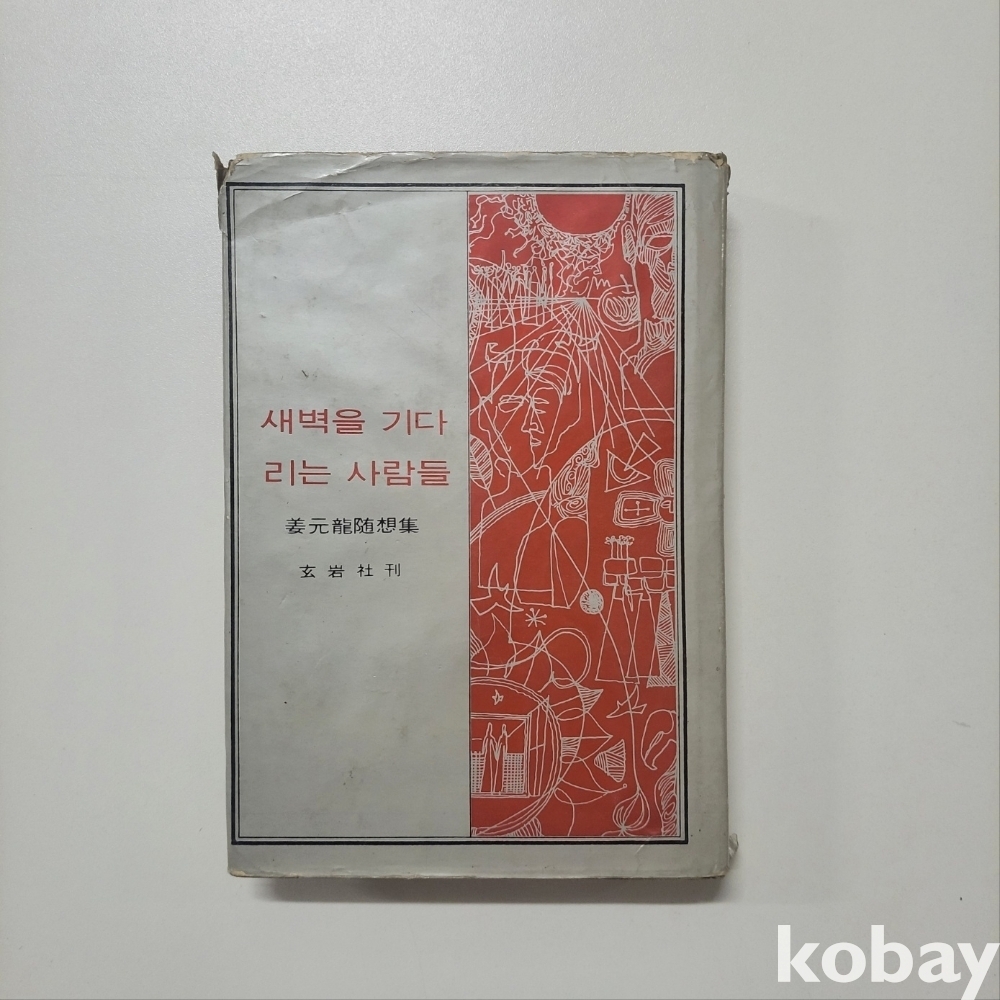 새벽을 기다
리는 사람들
姜元龍随想集
玄岩社刊
kobay